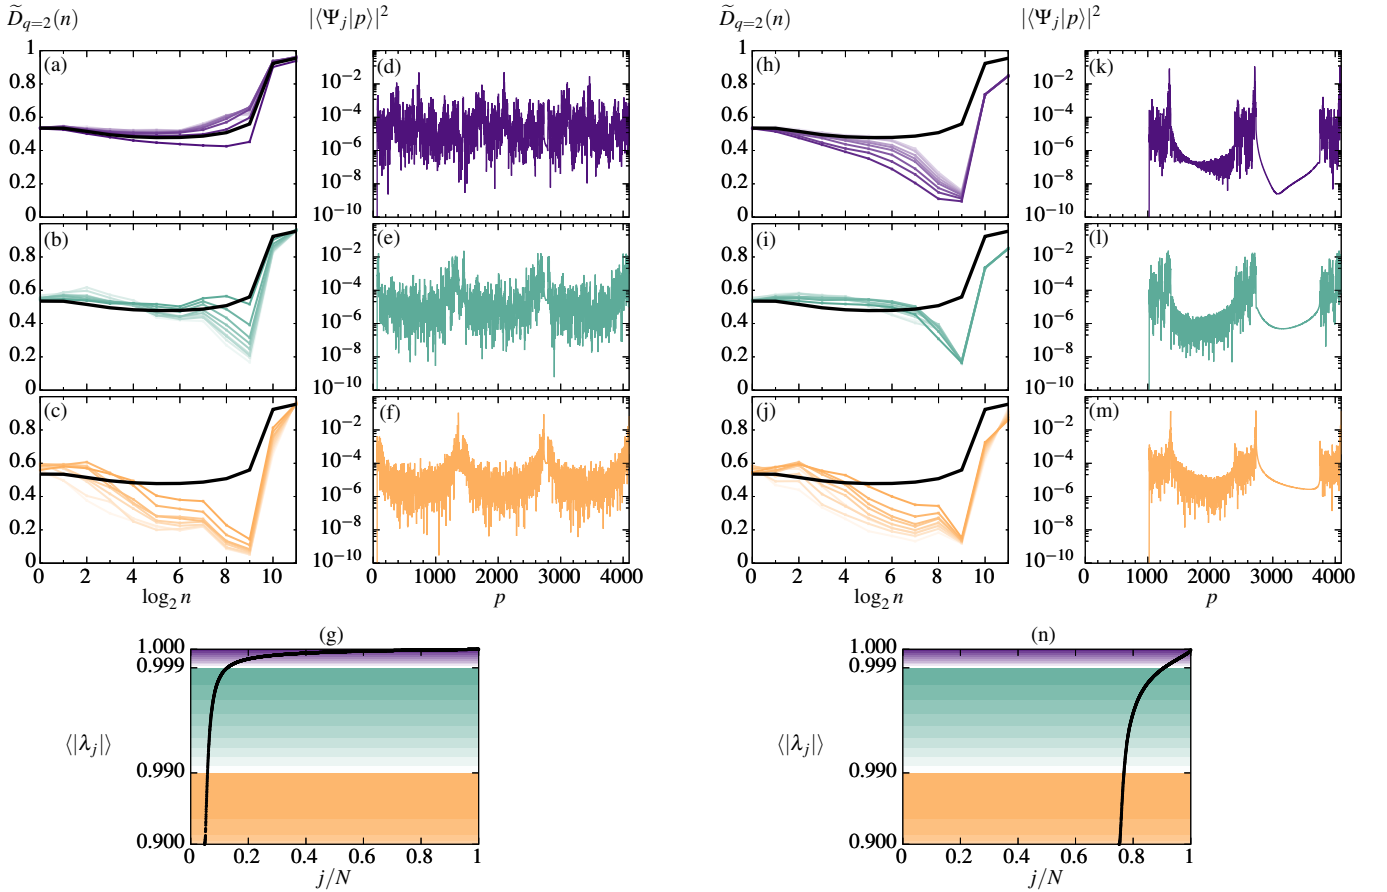 D̃_{q=2}(n) |⟨Ψ_j|p⟩|² D̃_{q=2}(n) |⟨Ψ_j|p⟩|²
(a) (d) (h) (k)
1 0.8 0.6 0.4 0.2 0
10⁻² 10⁻⁴ 10⁻⁶ 10⁻⁸ 10⁻¹⁰
1 0.8 0.6 0.4 0.2 0
10⁻² 10⁻⁴ 10⁻⁶ 10⁻⁸ 10⁻¹⁰
(b) (e) (i) (l)
0.8 0.6 0.4 0.2 0
10⁻² 10⁻⁴ 10⁻⁶ 10⁻⁸ 10⁻¹⁰
0.8 0.6 0.4 0.2 0
10⁻² 10⁻⁴ 10⁻⁶ 10⁻⁸ 10⁻¹⁰
(c) (f) (j) (m)
0.8 0.6 0.4 0.2 0
10⁻² 10⁻⁴ 10⁻⁶ 10⁻⁸ 10⁻¹⁰
0.8 0.6 0.4 0.2 0
10⁻² 10⁻⁴ 10⁻⁶ 10⁻⁸ 10⁻¹⁰
0 2 4 6 8 10 0 1000 2000 3000 4000 0 2 4 6 8 10 0 1000 2000 3000 4000
log₂ n p log₂ n p
(g) (n)
1.000 1.000
0.999 0.999
⟨|λ_j|⟩ ⟨|λ_j|⟩
0.990 0.990
0.900 0.900
0 0.2 0.4 0.6 0.8 1 0 0.2 0.4 0.6 0.8 1
j/N j/N